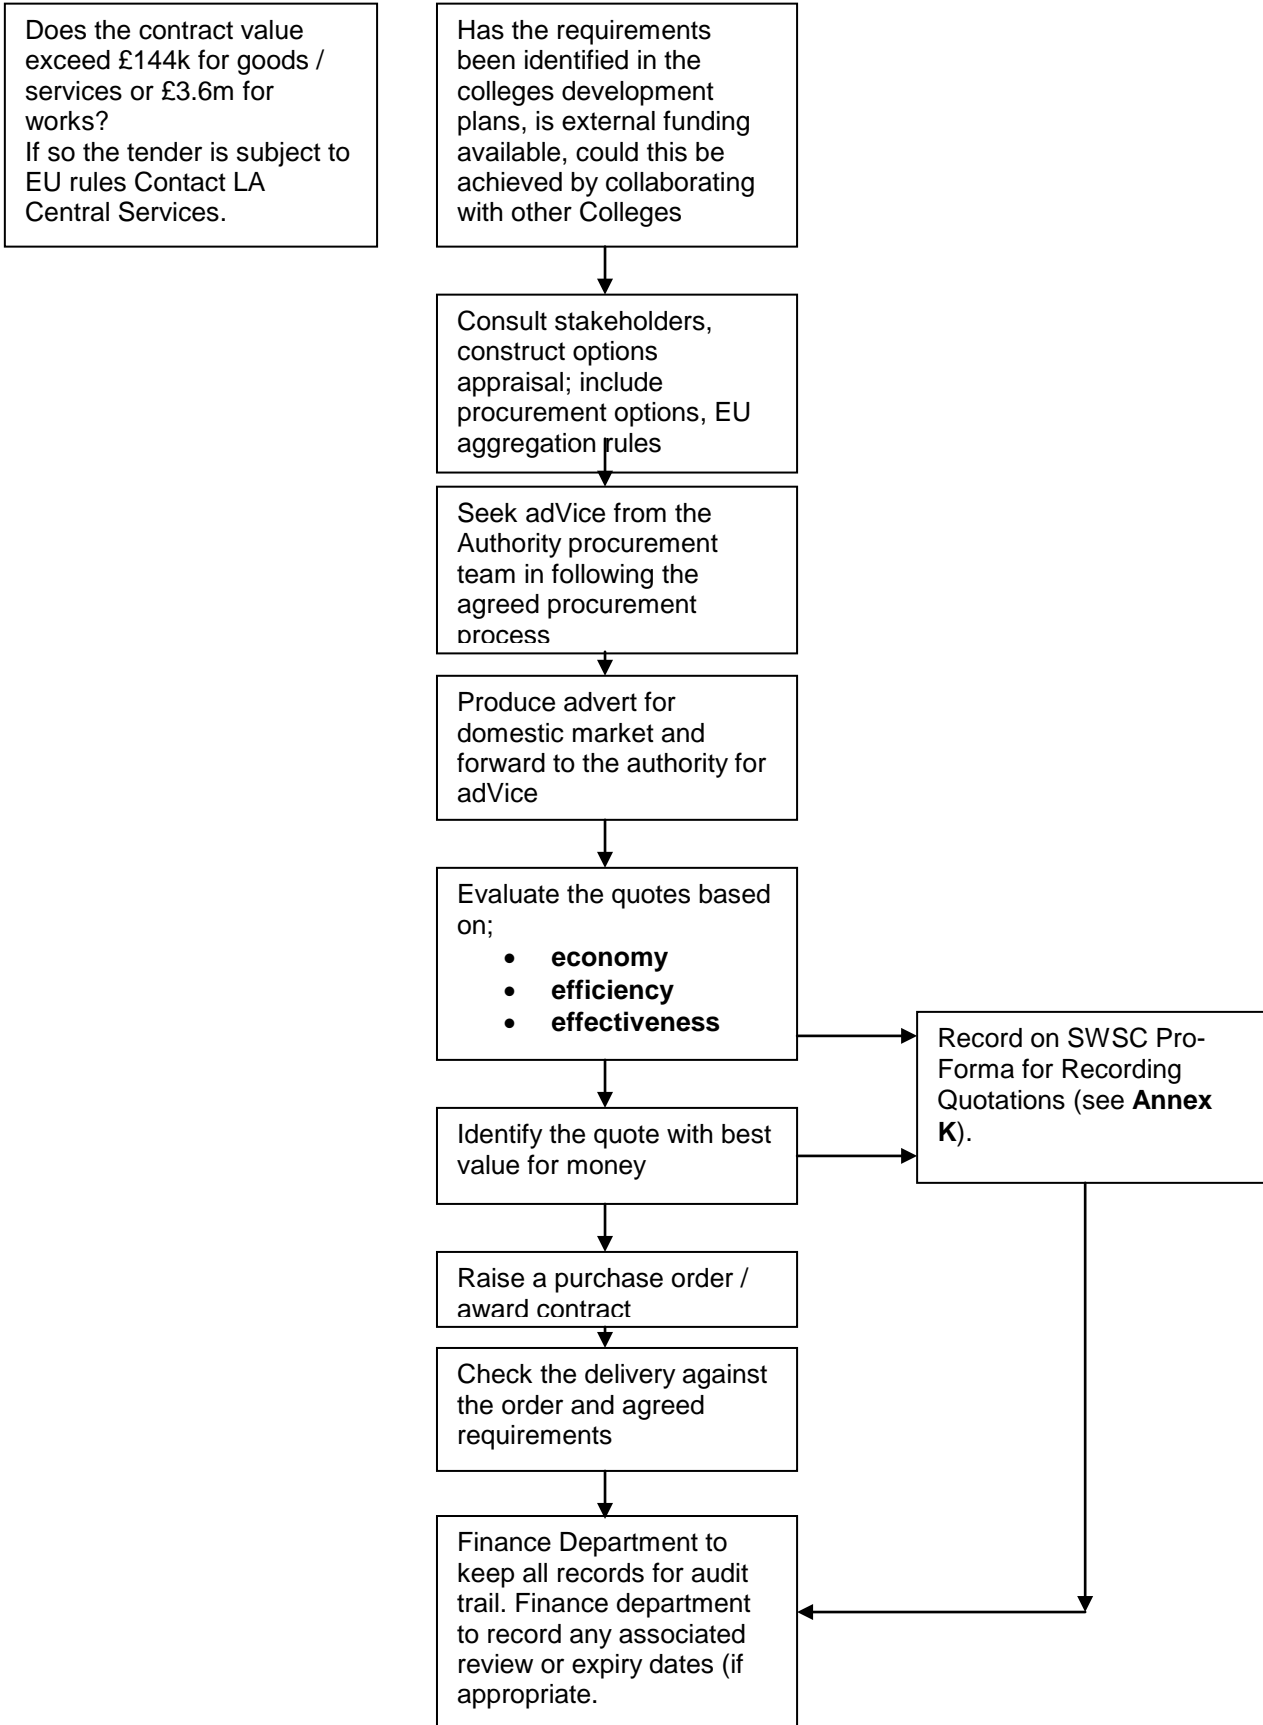 Does the contract value
exceed £144k for goods /
services or £3.6m for
works?
If so the tender is subject to
EU rules Contact LA
Central Services.
Has the requirements
been identified in the
colleges development
plans, is external funding
available, could this be
achieved by collaborating
with other Colleges
Consult stakeholders,
construct options
appraisal; include
procurement options, EU
aggregation rules
Seek adVice from the
Authority procurement
team in following the
agreed procurement
process
Produce advert for
domestic market and
forward to the authority for
adVice
Evaluate the quotes based
on;
• economy
• efficiency
• effectiveness
Record on SWSC Pro-
Forma for Recording
Quotations (see Annex
K).
Identify the quote with best
value for money
Raise a purchase order /
award contract
Check the delivery against
the order and agreed
requirements
Finance Department to
keep all records for audit
trail. Finance department
to record any associated
review or expiry dates (if
appropriate.